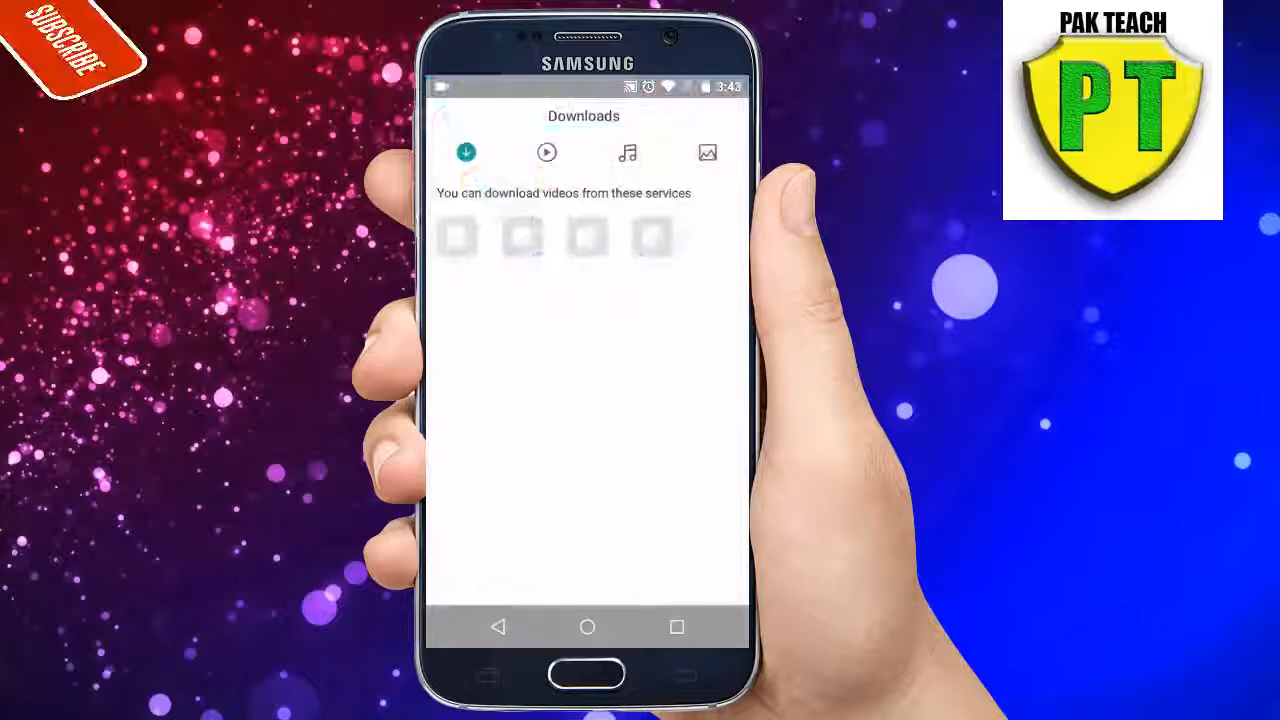 SUBSCRIBE
PAK TEACH
PT
SAMSUNG
3:43
Downloads
You can download videos from these services